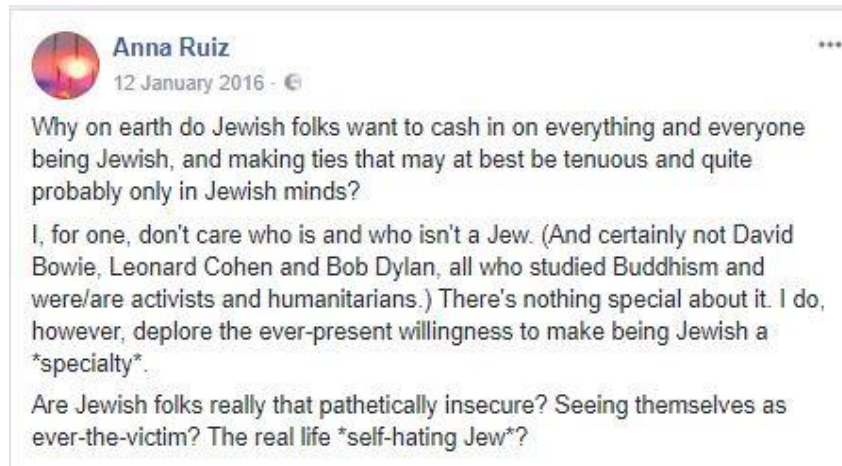 Anna Ruiz
12 January 2016
Why on earth do Jewish folks want to cash in on everything and everyone
being Jewish, and making ties that may at best be tenuous and quite
probably only in Jewish minds?
I, for one, don't care who is and who isn't a Jew. (And certainly not David
Bowie, Leonard Cohen and Bob Dylan, all who studied Buddhism and
were/are activists and humanitarians.) There's nothing special about it. I do,
however, deplore the ever-present willingness to make being Jewish a
*specialty*.
Are Jewish folks really that pathetically insecure? Seeing themselves as
ever-the-victim? The real life *self-hating Jew*?